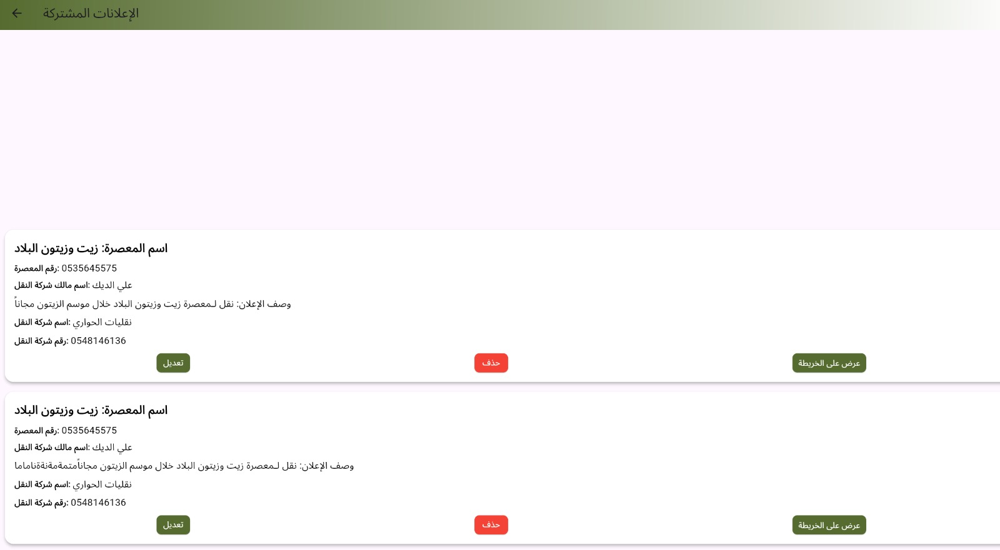 الإعلانات المشتركة
اسم المعصرة: زيت وزيتون البلاد
رقم المعصرة: 0535645575
اسم مالك شركة النقل: علي الديك
وصف الإعلان: نقل لـمعصرة زيت وزيتون البلاد خلال موسم الزيتون مجاناً
اسم شركة النقل: نقليات الحواري
رقم شركة النقل: 0548146136
تعديل حذف عرض على الخريطة
اسم المعصرة: زيت وزيتون البلاد
رقم المعصرة: 0535645575
اسم مالك شركة النقل: علي الديك
وصف الإعلان: نقل لـمعصرة زيت وزيتون البلاد خلال موسم الزيتون مجاناًمتمةمةنةةناماما
اسم شركة النقل: نقليات الحواري
رقم شركة النقل: 0548146136
تعديل حذف عرض على الخريطة